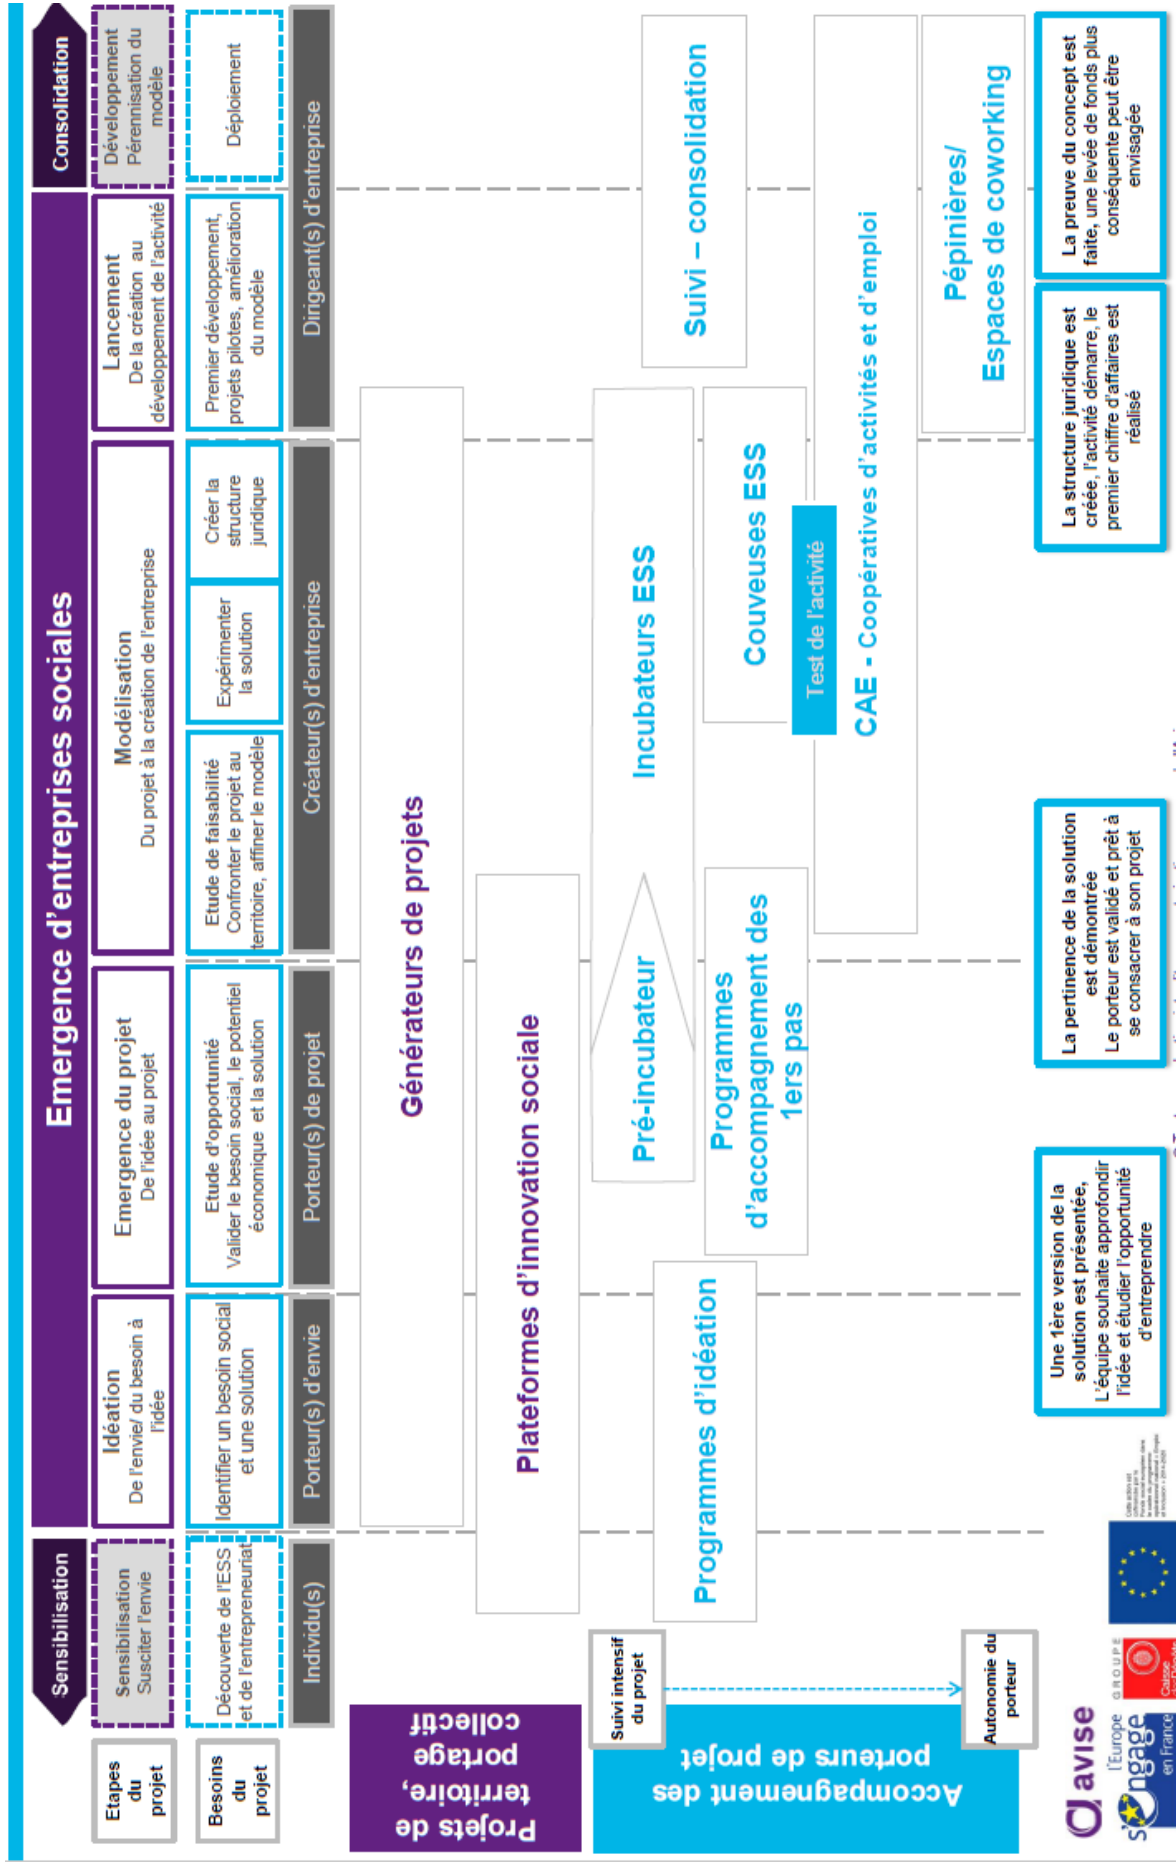 Sensibilisation
Emergence d'entreprises sociales
Consolidation
Etapes
du
projet
Sensibilisation
Susciter l'envie
Idéation
De l'envie/ du besoin à
l'idée
Emergence du projet
De l'idée au projet
Modélisation
Du projet à la création de l'entreprise
Lancement
De la création au
développement de l'activité
Développement
Pérennisation du
modèle
Besoins
du
projet
Découverte de l'ESS
et de l'entrepreneuriat
Identifier un besoin social
et une solution
Etude d'opportunité
Valider le besoin social, le potentiel
économique et la solution
Etude de faisabilité
Confronter le projet au
territoire, affiner le modèle
Expérimenter
la solution
Créer la
structure
juridique
Premier développement,
projets pilotes, amélioration
du modèle
Déploiement
Individu(s)
Porteur(s) d'envie
Porteur(s) de projet
Créateur(s) d'entreprise
Dirigeant(s) d'entreprise
Projets de
territoire,
portage
collectif
Générateurs de projets
Plateformes d'innovation sociale
Accompagnement des
porteurs de projet
Suivi intensif
du projet
Autonomie du
porteur
Pré-incubateur
Incubateurs ESS
Suivi – consolidation
Programmes d'idéation
Programmes
d'accompagnement des
1ers pas
Couveuses ESS
Test de l'activité
CAE - Coopératives d'activités et d'emploi
Pépinières/
Espaces de coworking
Une 1ère version de la
solution est présentée,
L'équipe souhaite approfondir
l'idée et étudier l'opportunité
d'entreprendre
La pertinence de la solution
est démontrée
Le porteur est validé et prêt à
se consacrer à son projet
La structure juridique est
créée, l'activité démarre, le
premier chiffre d'affaires est
réalisé
La preuve du concept est
faite, une levée de fonds plus
conséquente peut être
envisagée
avise
l'Europe
s'engage
en France
GROUPE
Caisse